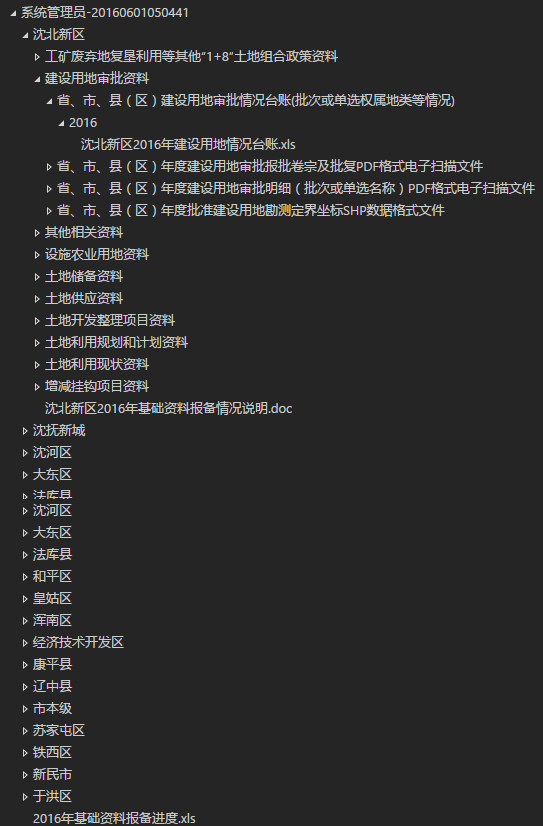 系统管理员-20160601050441
沈北新区
工矿废弃地复垦利用等其他“1+8”土地组合政策资料
建设用地审批资料
省、市、县（区）建设用地审批情况台账(批次或单选权属地类等情况)
2016
沈北新区2016年建设用地情况台账.xls
省、市、县（区）年度建设用地审批报批卷宗及批复PDF格式电子扫描文件
省、市、县（区）年度建设用地审批明细（批次或单选名称）PDF格式电子扫描文件
省、市、县（区）年度批准建设用地勘测定界坐标SHP数据格式文件
其他相关资料
设施农业用地资料
土地储备资料
土地供应资料
土地开发整理项目资料
土地利用规划和计划资料
土地利用现状资料
增减挂钩项目资料
沈北新区2016年基础资料报备情况说明.doc
沈抚新城
沈河区
大东区
法库县
沈河区
大东区
法库县
和平区
皇姑区
浑南区
经济技术开发区
康平县
辽中县
市本级
苏家屯区
铁西区
新民市
于洪区
2016年基础资料报备进度.xls